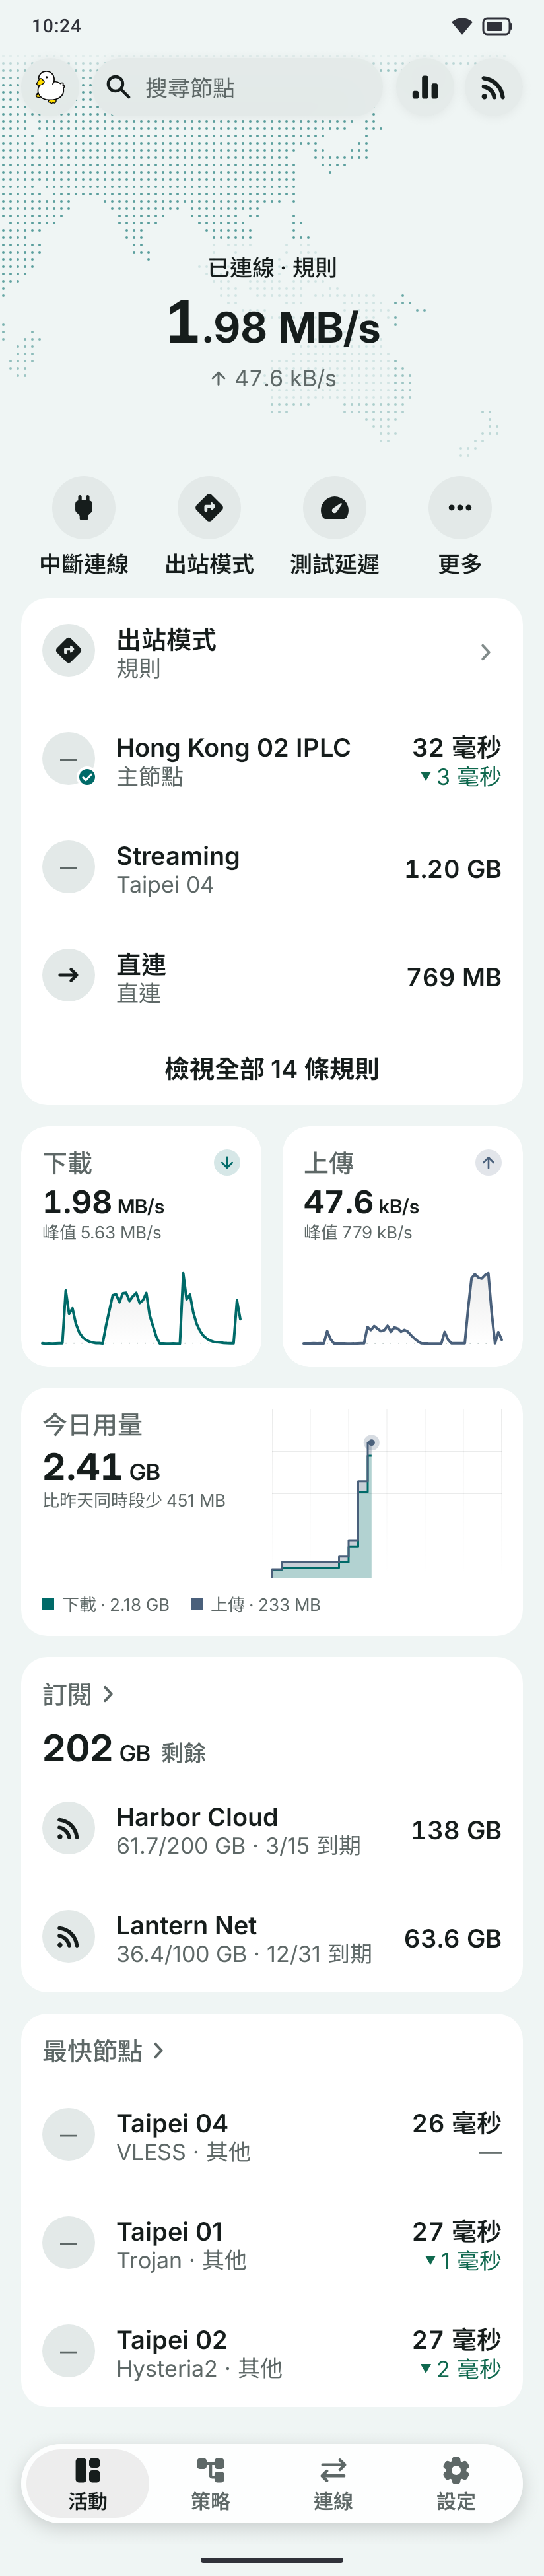 10:24
搜尋節點
已連線 · 規則
1.98 MB/s
↑ 47.6 kB/s
中斷連線 出站模式 測試延遲 更多
出站模式
規則
Hong Kong 02 IPLC 32 毫秒
主節點 ▼3 毫秒
Streaming
Taipei 04 1.20 GB
直連
直連 769 MB
檢視全部 14 條規則
下載 上傳
1.98 MB/s 47.6 kB/s
峰值 5.63 MB/s 峰值 779 kB/s
今日用量
2.41 GB
比昨天同時段少 451 MB
下載 · 2.18 GB 上傳 · 233 MB
訂閱
202 GB 剩餘
Harbor Cloud 138 GB
61.7/200 GB · 3/15 到期
Lantern Net 63.6 GB
36.4/100 GB · 12/31 到期
最快節點
Taipei 04 26 毫秒
VLESS · 其他 —
Taipei 01 27 毫秒
Trojan · 其他 ▼1 毫秒
Taipei 02 27 毫秒
Hysteria2 · 其他 ▼2 毫秒
活動 策略 連線 設定